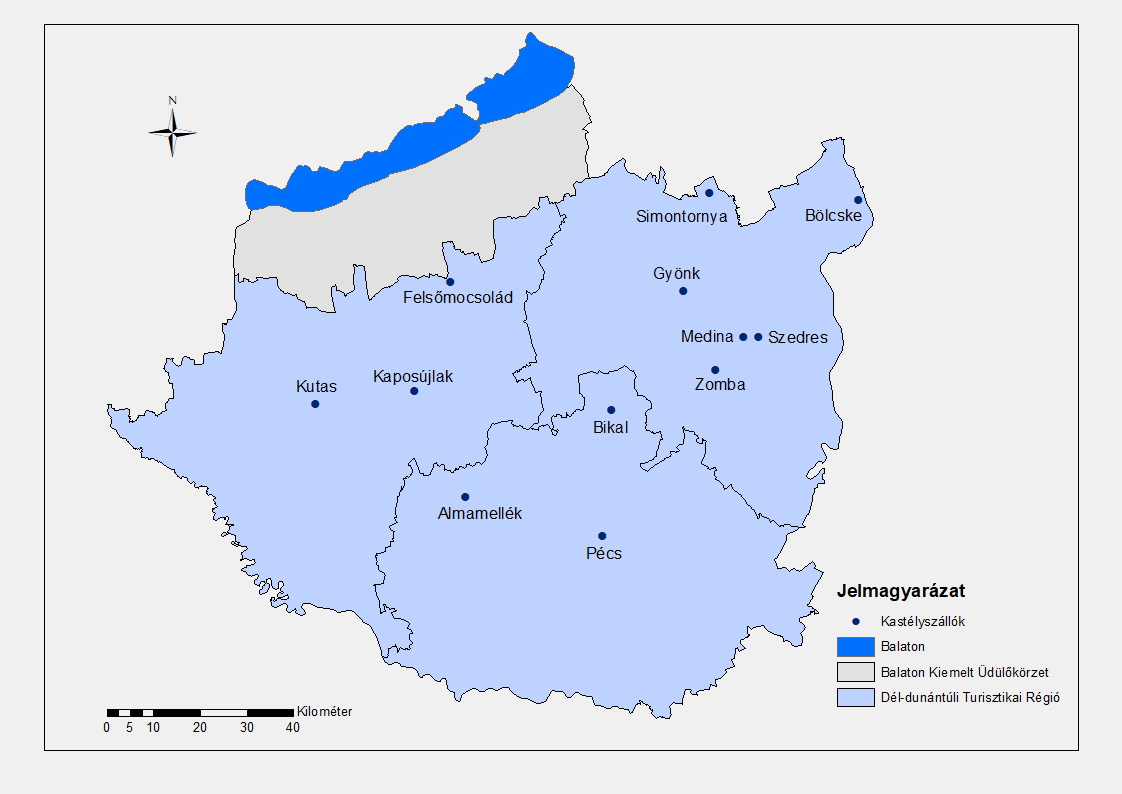 N
Simontornya
Bölcske
Gyönk
Felsőmocsolád
Medina
Szedres
Kaposújlak
Kutas
Zomba
Bikal
Almamellék
Pécs
Jelmagyarázat
Kastélyszállók
Balaton
Balaton Kiemelt Üdülőkörzet
Dél-dunántúli Turisztikai Régió
Kilométer
0 5 10 20 30 40